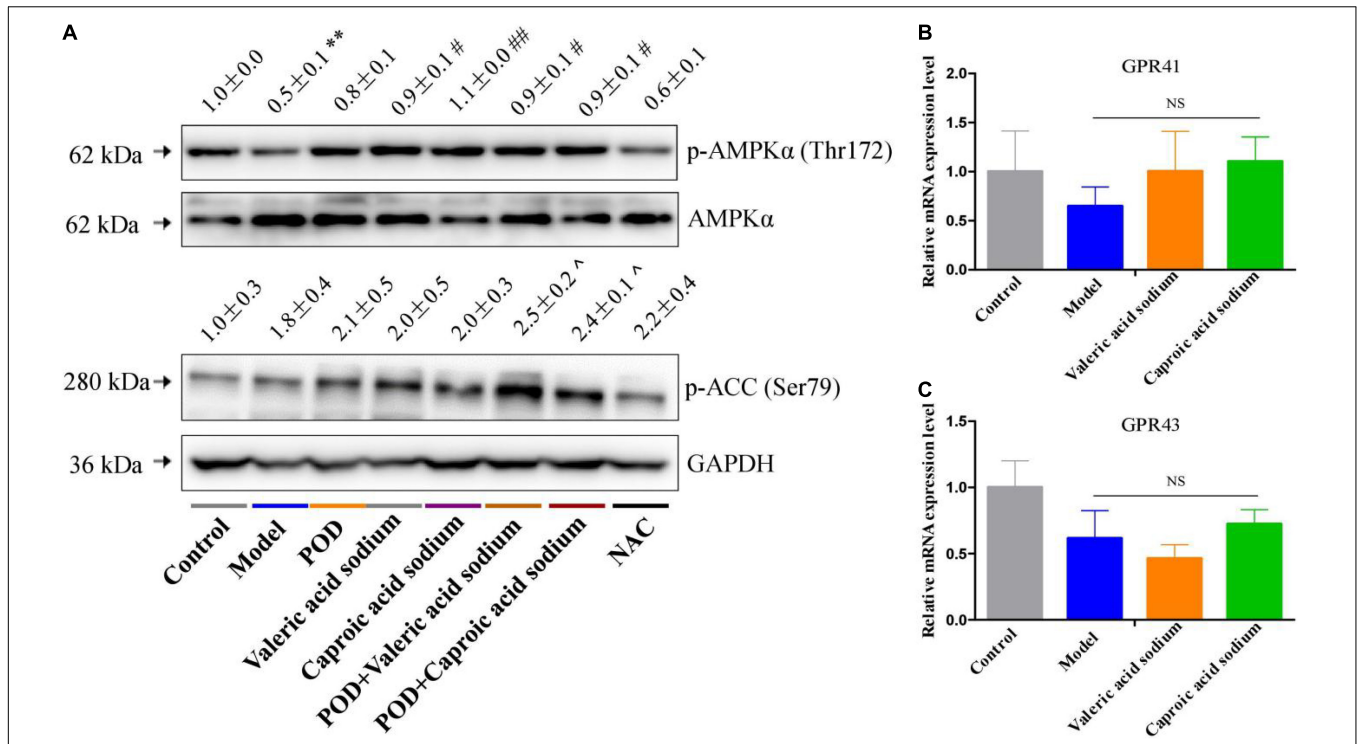 A
1.0±0.0
0.5±0.1 **
0.8±0.1
0.9±0.1 #
1.1±0.0 ##
0.9±0.1 #
0.9±0.1 #
0.6±0.1
62 kDa
p-AMPKα (Thr172)
62 kDa
AMPKα
1.0±0.3
1.8±0.4
2.1±0.5
2.0±0.5
2.0±0.3
2.5±0.2 ^
2.4±0.1 ^
2.2±0.4
280 kDa
p-ACC (Ser79)
36 kDa
GAPDH
Control
Model
POD
Valeric acid sodium
Caproic acid sodium
POD+Valeric acid sodium
POD+Caproic acid sodium
NAC
B
GPR41
Relative mRNA expression level
2.0
1.5
1.0
0.5
0.0
NS
Control
Model
Valeric acid sodium
Caproic acid sodium
C
GPR43
Relative mRNA expression level
1.5
1.0
0.5
0.0
NS
Control
Model
Valeric acid sodium
Caproic acid sodium